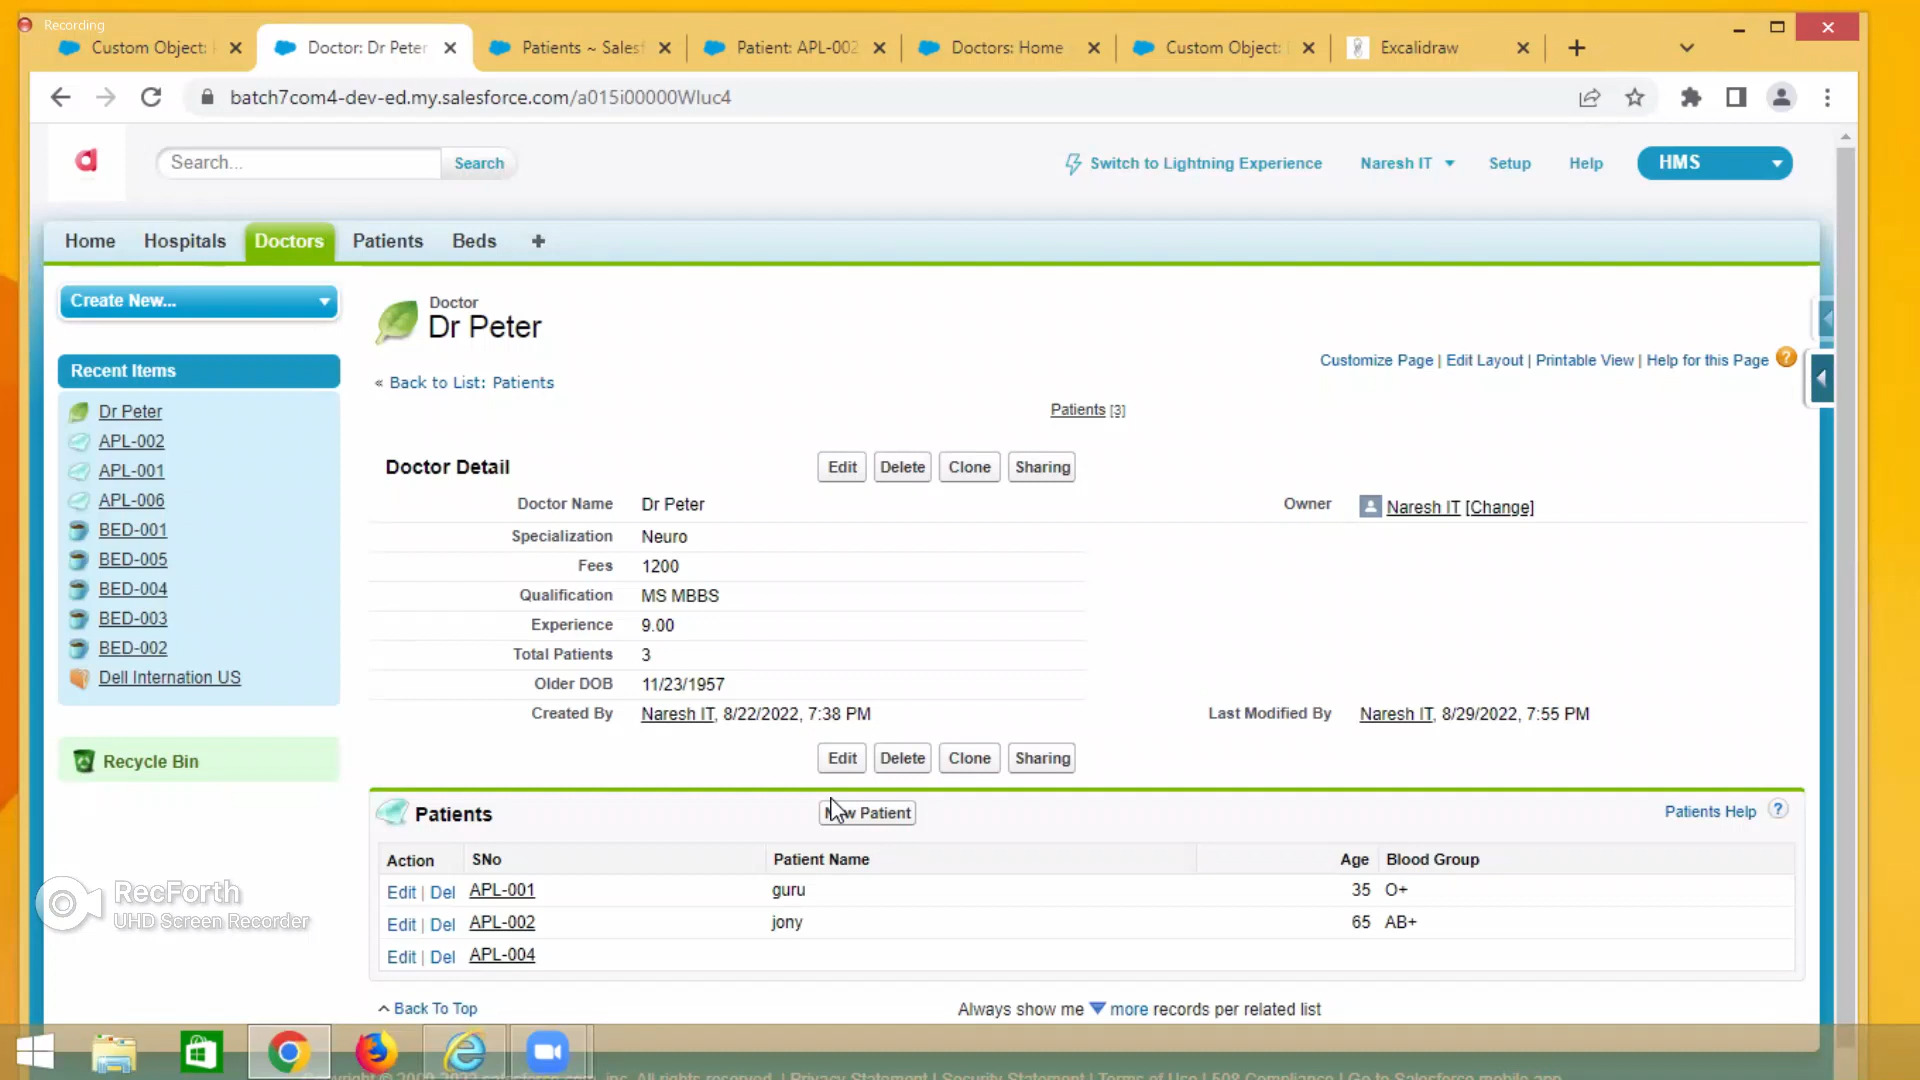 Recording
Custom Object:
Doctor: Dr Peter
Patients ~ Salesf
Patient: APL-002
Doctors: Home
Custom Object:
Excalidraw
batch7com4-dev-ed.my.salesforce.com/a015i00000Wluc4
Search...
Search
Switch to Lightning Experience
Naresh IT
Setup
Help
HMS
Home
Hospitals
Doctors
Patients
Beds
+
Create New...
Recent Items
Dr Peter
APL-002
APL-001
APL-006
BED-001
BED-005
BED-004
BED-003
BED-002
Dell Internation US
Recycle Bin
Doctor
Dr Peter
Customize Page | Edit Layout | Printable View | Help for this Page ?
« Back to List: Patients
Patients [3]
Doctor Detail
Edit Delete Clone Sharing
Doctor Name Dr Peter
Owner Naresh IT [Change]
Specialization Neuro
Fees 1200
Qualification MS MBBS
Experience 9.00
Total Patients 3
Older DOB 11/23/1957
Created By Naresh IT, 8/22/2022, 7:38 PM
Last Modified By Naresh IT, 8/29/2022, 7:55 PM
Edit Delete Clone Sharing
Patients
Patient
Patients Help ?
Action SNo Patient Name Age Blood Group
Edit | Del APL-001 guru 35 O+
Edit | Del APL-002 jony 65 AB+
Edit | Del APL-004
Back To Top
Always show me more records per related list
RecForth
UHD Screen Recorder